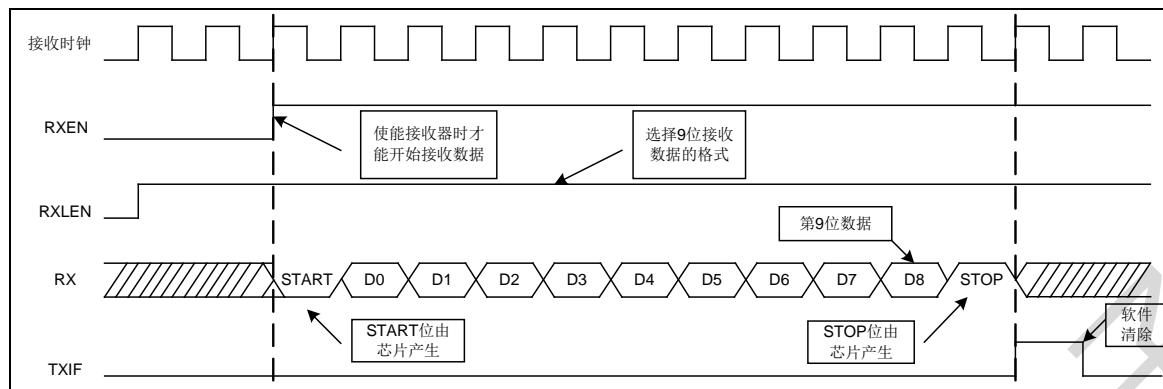 接收时钟
RXEN
使能接收器时才
能开始接收数据
选择9位接收
数据的格式
RXLEN
第9位数据
RX
START
D0
D1
D2
D3
D4
D5
D6
D7
D8
STOP
START位由
芯片产生
STOP位由
芯片产生
软件
清除
TXIF